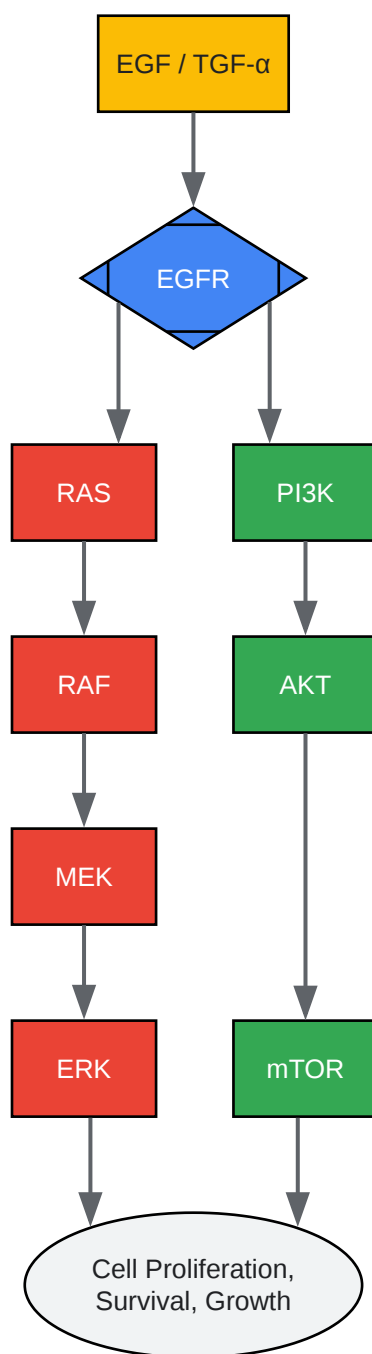 EGF / TGF-α
EGFR
RAS
PI3K
RAF
AKT
MEK
ERK
mTOR
Cell Proliferation,
Survival, Growth